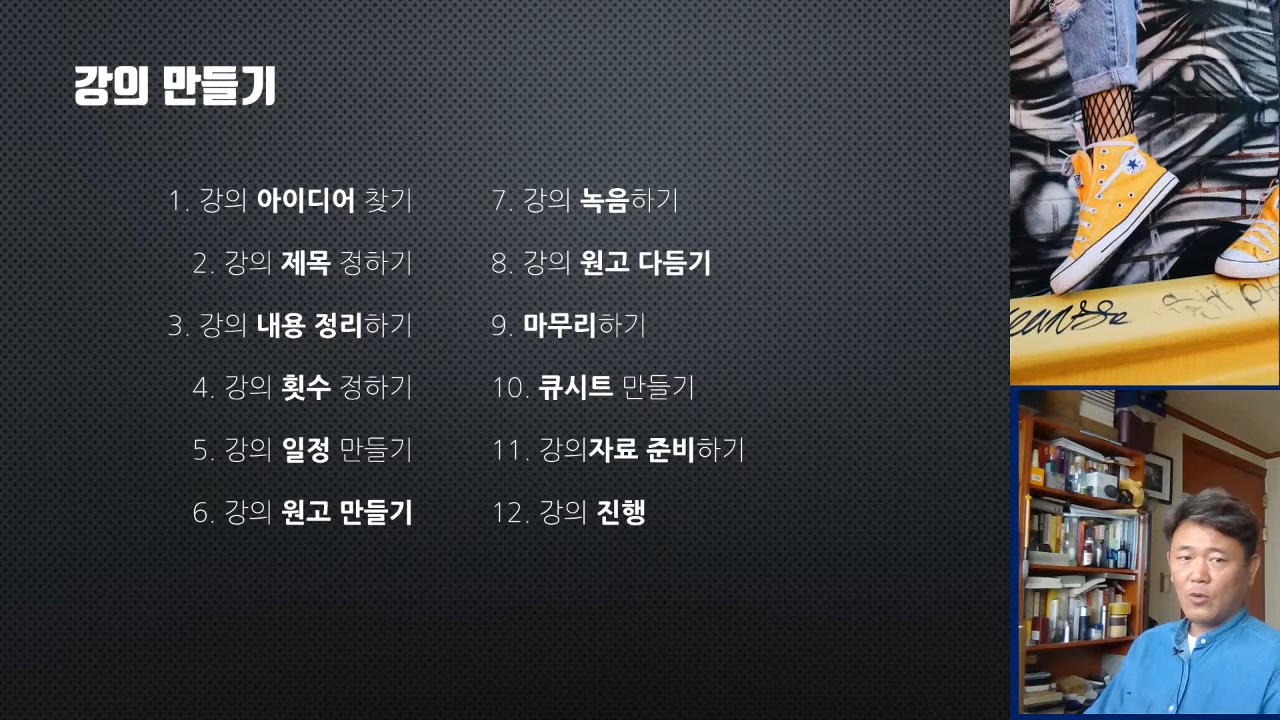 강의 만들기
1. 강의 아이디어 찾기
2. 강의 제목 정하기
3. 강의 내용 정리하기
4. 강의 횟수 정하기
5. 강의 일정 만들기
6. 강의 원고 만들기
7. 강의 녹음하기
8. 강의 원고 다듬기
9. 마무리하기
10. 큐시트 만들기
11. 강의자료 준비하기
12. 강의 진행